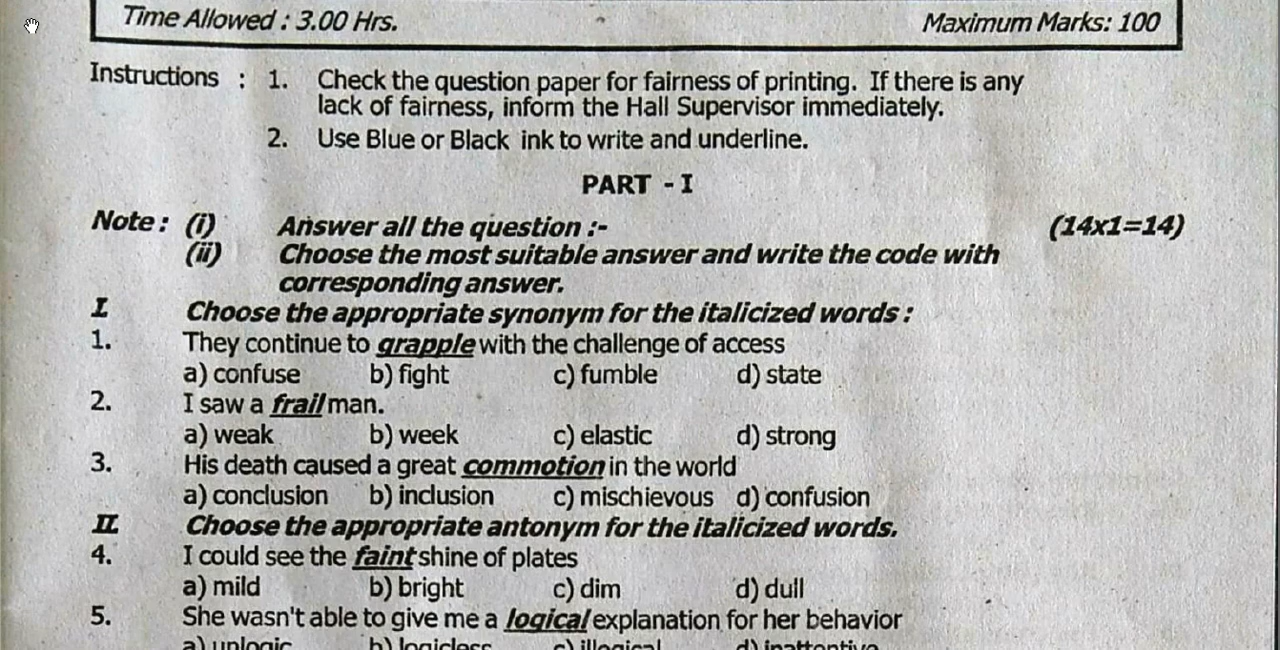 Time Allowed : 3.00 Hrs. Maximum Marks: 100
Instructions : 1. Check the question paper for fairness of printing. If there is any
lack of fairness, inform the Hall Supervisor immediately.
2. Use Blue or Black ink to write and underline.
PART - I
Note : (i) Answer all the question :- (14x1=14)
(ii) Choose the most suitable answer and write the code with
corresponding answer.
I Choose the appropriate synonym for the italicized words :
1. They continue to grapple with the challenge of access
a) confuse b) fight c) fumble d) state
2. I saw a frail man.
a) weak b) week c) elastic d) strong
3. His death caused a great commotion in the world
a) conclusion b) inclusion c) mischievous d) confusion
II Choose the appropriate antonym for the italicized words.
4. I could see the faint shine of plates
a) mild b) bright c) dim d) dull
5. She wasn't able to give me a logical explanation for her behavior
a) unlogic b) logicless c) illogical d) inattentive